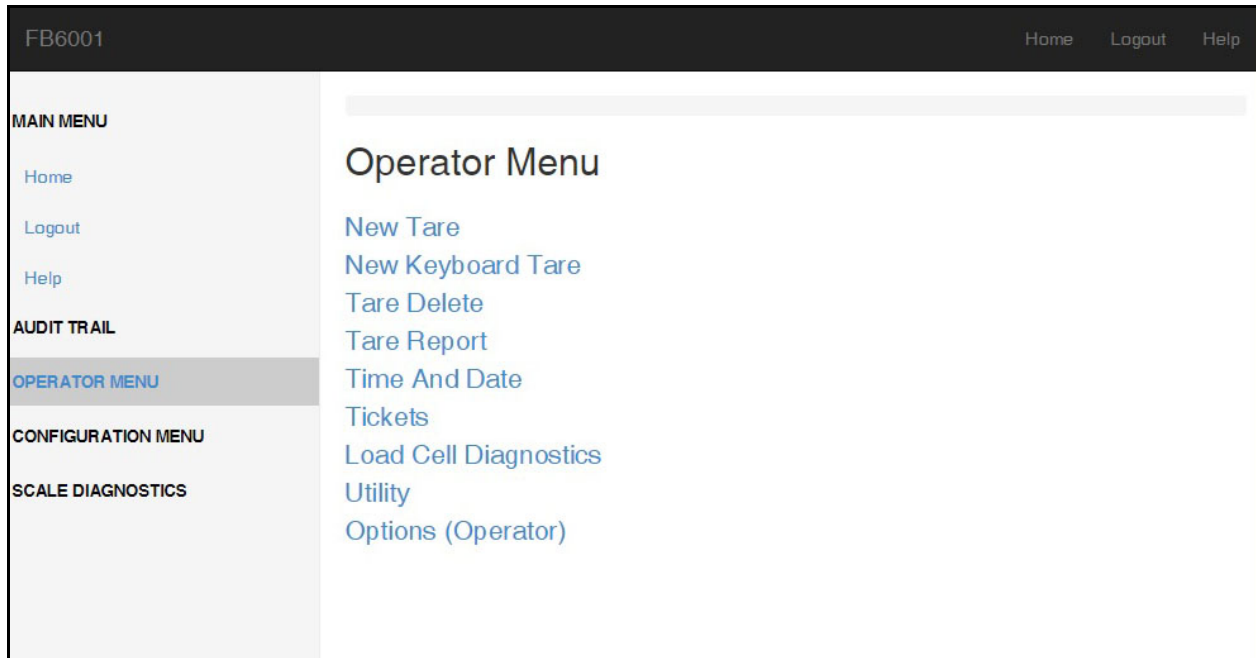 FB6001
Home Logout Help
MAIN MENU
Home
Logout
Help
AUDIT TRAIL
OPERATOR MENU
CONFIGURATION MENU
SCALE DIAGNOSTICS
Operator Menu
New Tare
New Keyboard Tare
Tare Delete
Tare Report
Time And Date
Tickets
Load Cell Diagnostics
Utility
Options (Operator)